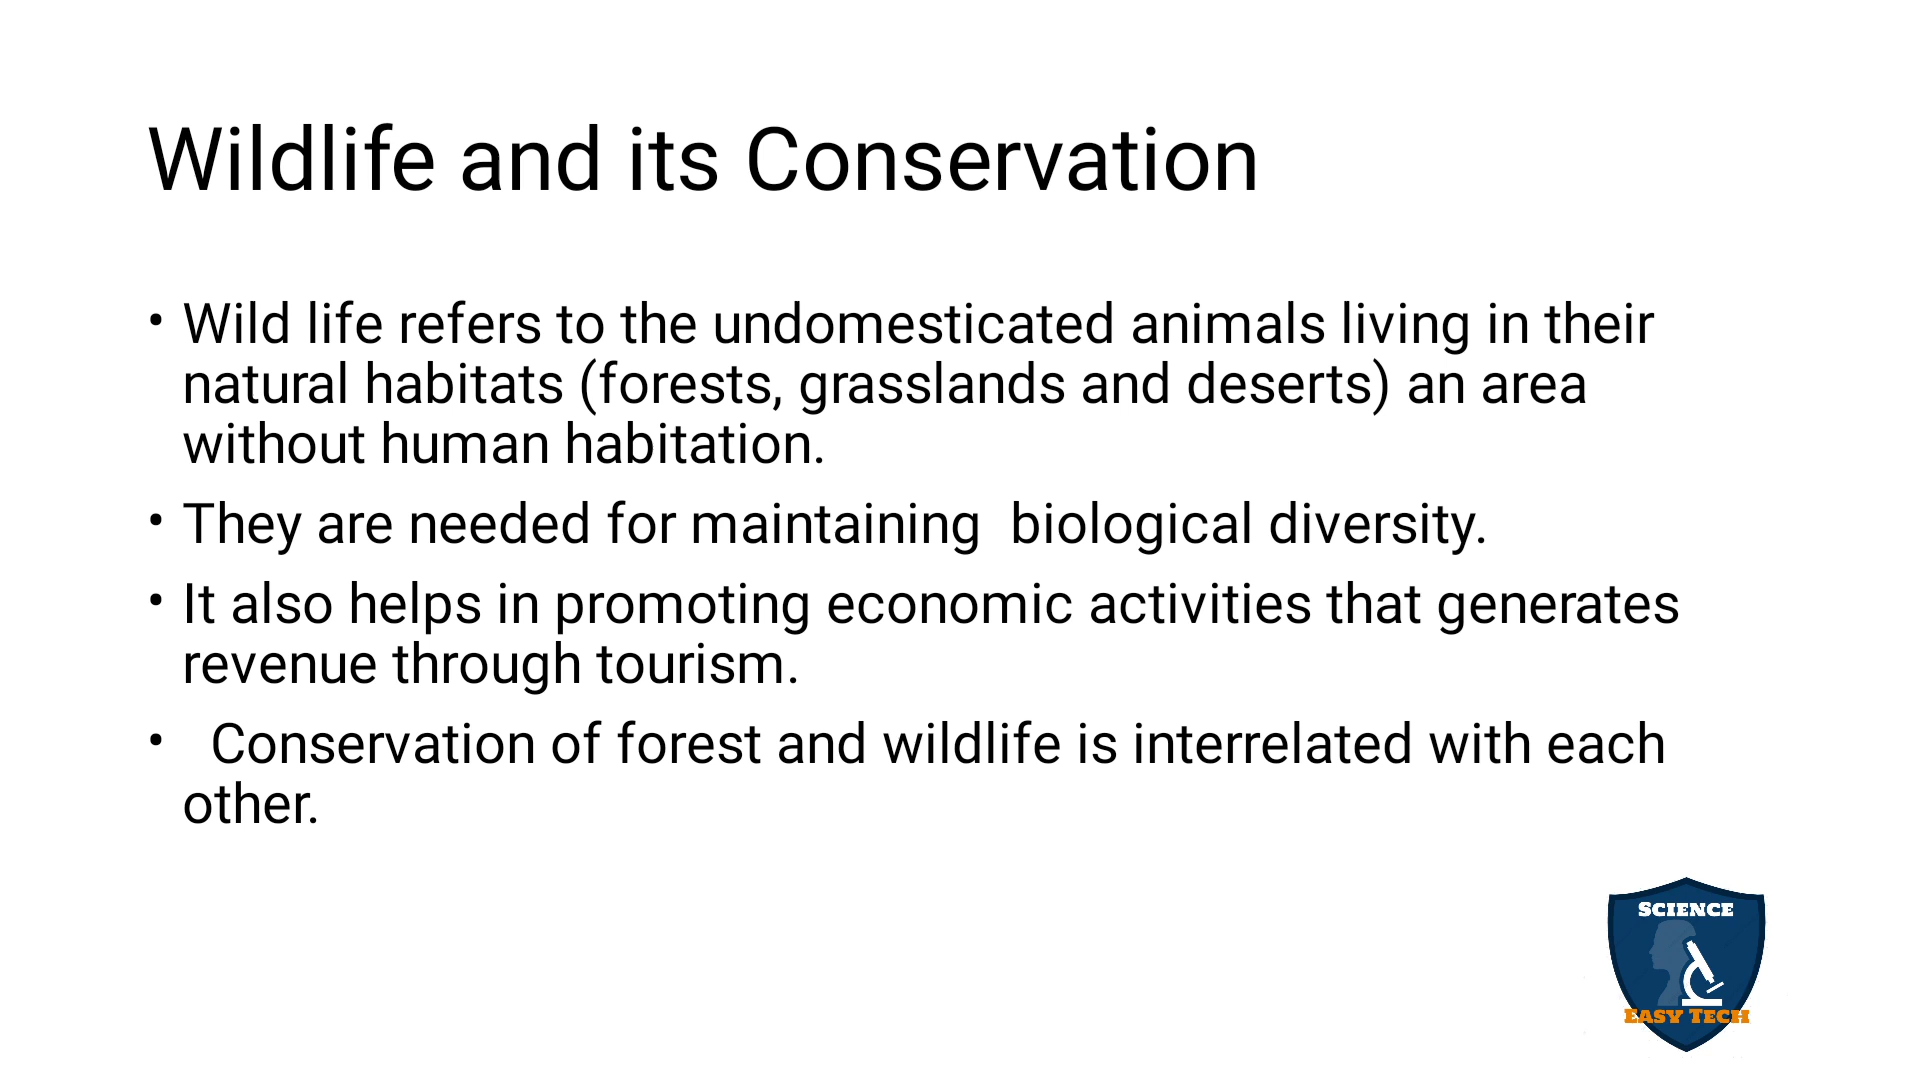 Wildlife and its Conservation
• Wild life refers to the undomesticated animals living in their
natural habitats (forests, grasslands and deserts) an area
without human habitation.
• They are needed for maintaining  biological diversity.
• It also helps in promoting economic activities that generates
revenue through tourism.
•   Conservation of forest and wildlife is interrelated with each
other.
SCIENCE
EASY TECH